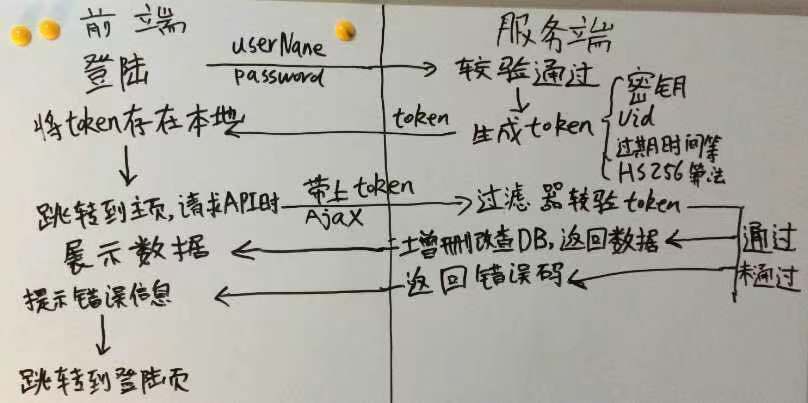 前端
服务端
登陆
userName
password
较验通过
将token存在本地
token
生成token
密钥
Uid
过期时间等
HS256算法
跳转到主页,请求API时
带上token
AjaX
过滤器较验token
展示数据
增删改查DB,返回数据
通过
提示错误信息
返回错误码
未通过
跳转到登陆页